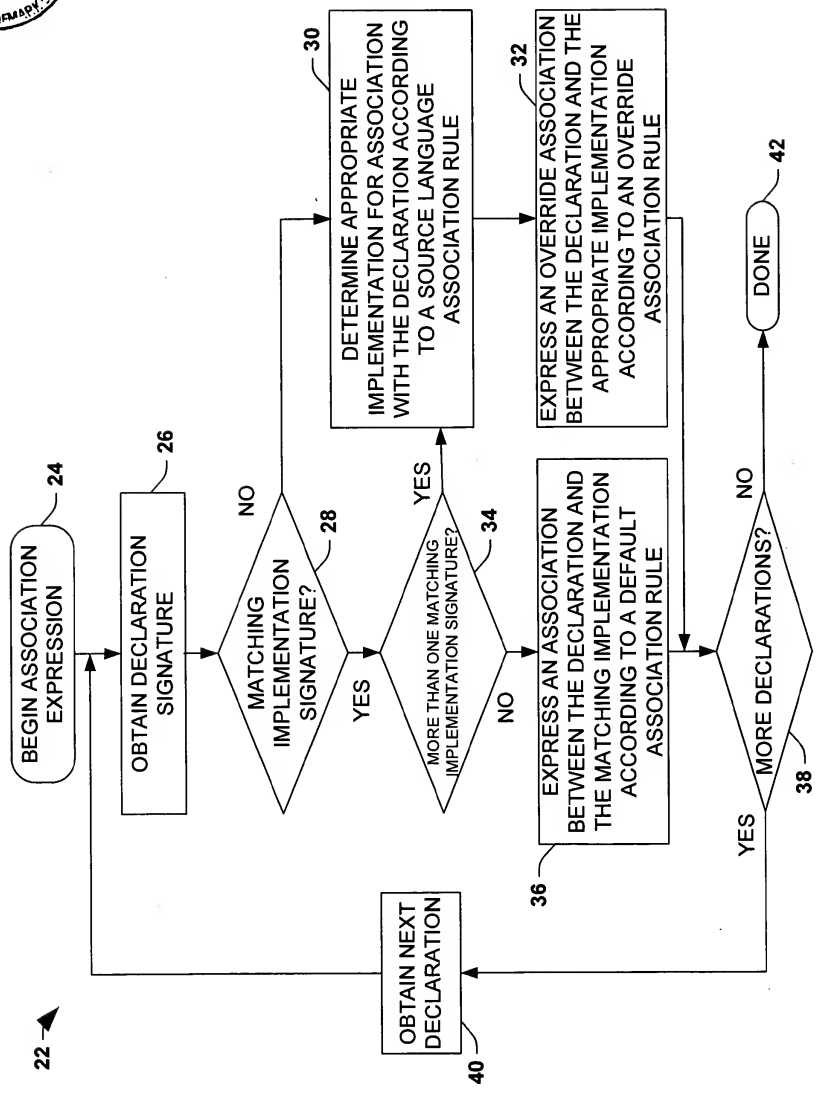 22
BEGIN ASSOCIATION
EXPRESSION
24
OBTAIN DECLARATION
SIGNATURE
26
MATCHING
IMPLEMENTATION
SIGNATURE?
28
NO
YES
30
DETERMINE APPROPRIATE
IMPLEMENTATION FOR ASSOCIATION
WITH THE DECLARATION ACCORDING
TO A SOURCE LANGUAGE
ASSOCIATION RULE
MORE THAN ONE MATCHING
IMPLEMENTATION SIGNATURE?
34
YES
NO
32
EXPRESS AN OVERRIDE ASSOCIATION
BETWEEN THE DECLARATION AND THE
APPROPRIATE IMPLEMENTATION
ACCORDING TO AN OVERRIDE
ASSOCIATION RULE
EXPRESS AN ASSOCIATION
BETWEEN THE DECLARATION AND
THE MATCHING IMPLEMENTATION
ACCORDING TO A DEFAULT
ASSOCIATION RULE
36
OBTAIN NEXT
DECLARATION
40
MORE DECLARATIONS?
38
YES
NO
DONE
42